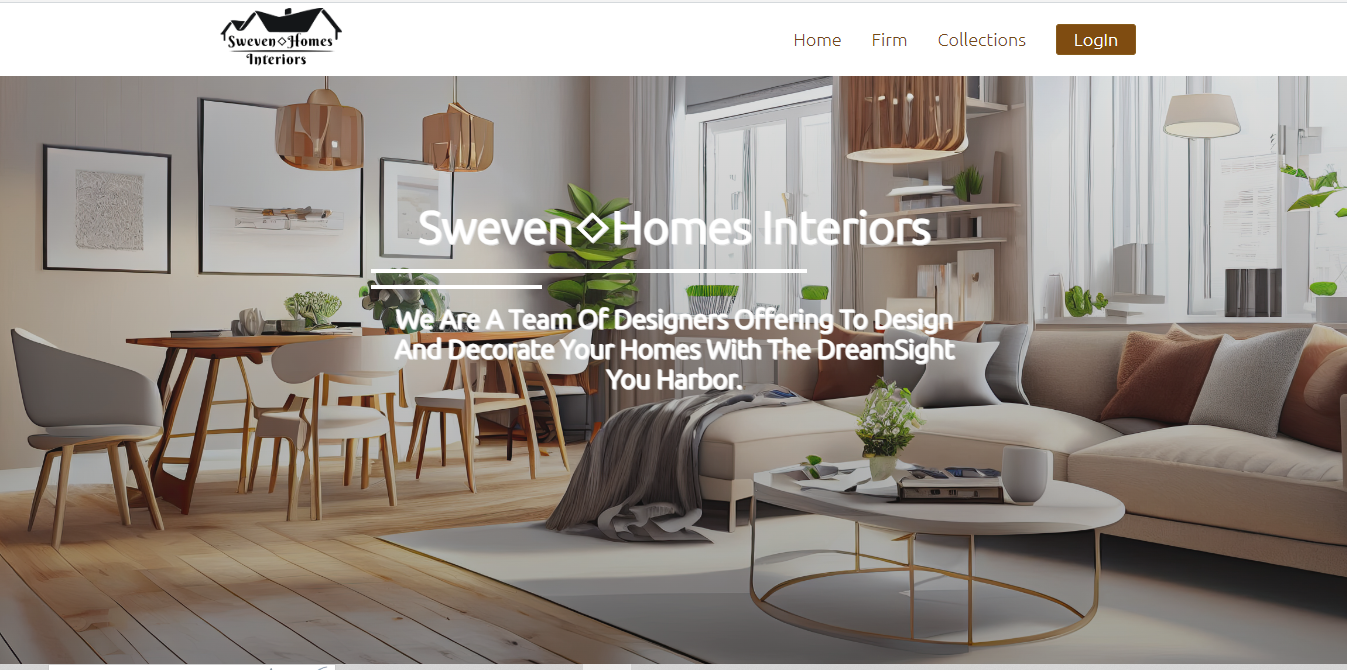 Sweven◇Homes
Interiors
Home Firm Collections LogIn
Sweven◇Homes Interiors
We Are A Team Of Designers Offering To Design
And Decorate Your Homes With The DreamSight
You Harbor.